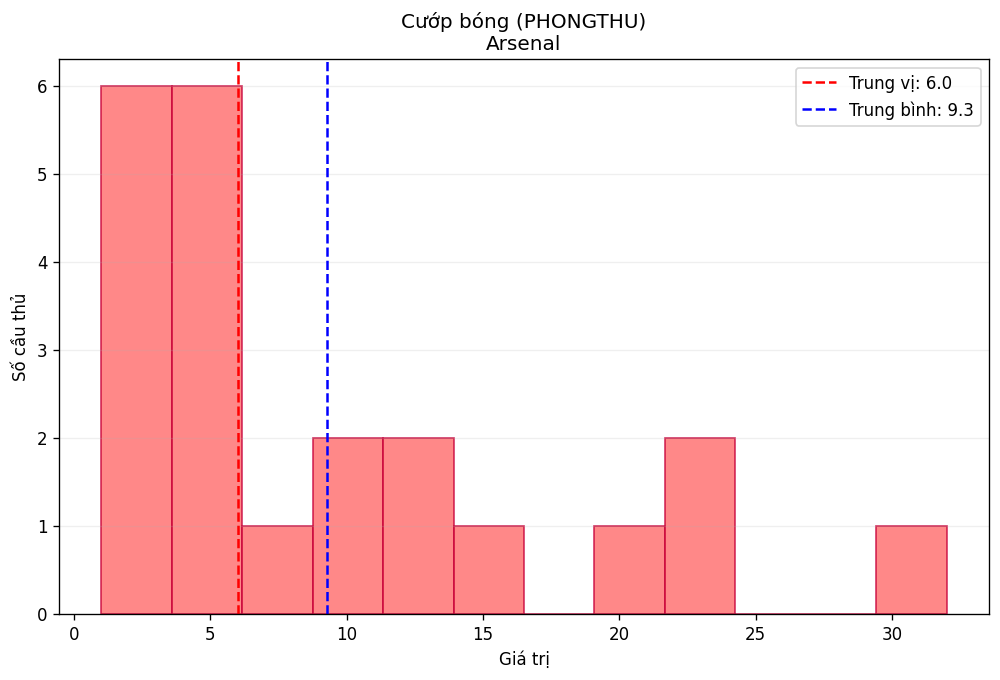 Cướp bóng (PHONGTHU)
Arsenal
Trung vị: 6.0
Trung bình: 9.3
Số cầu thủ
6
5
4
3
2
1
0
0 5 10 15 20 25 30
Giá trị